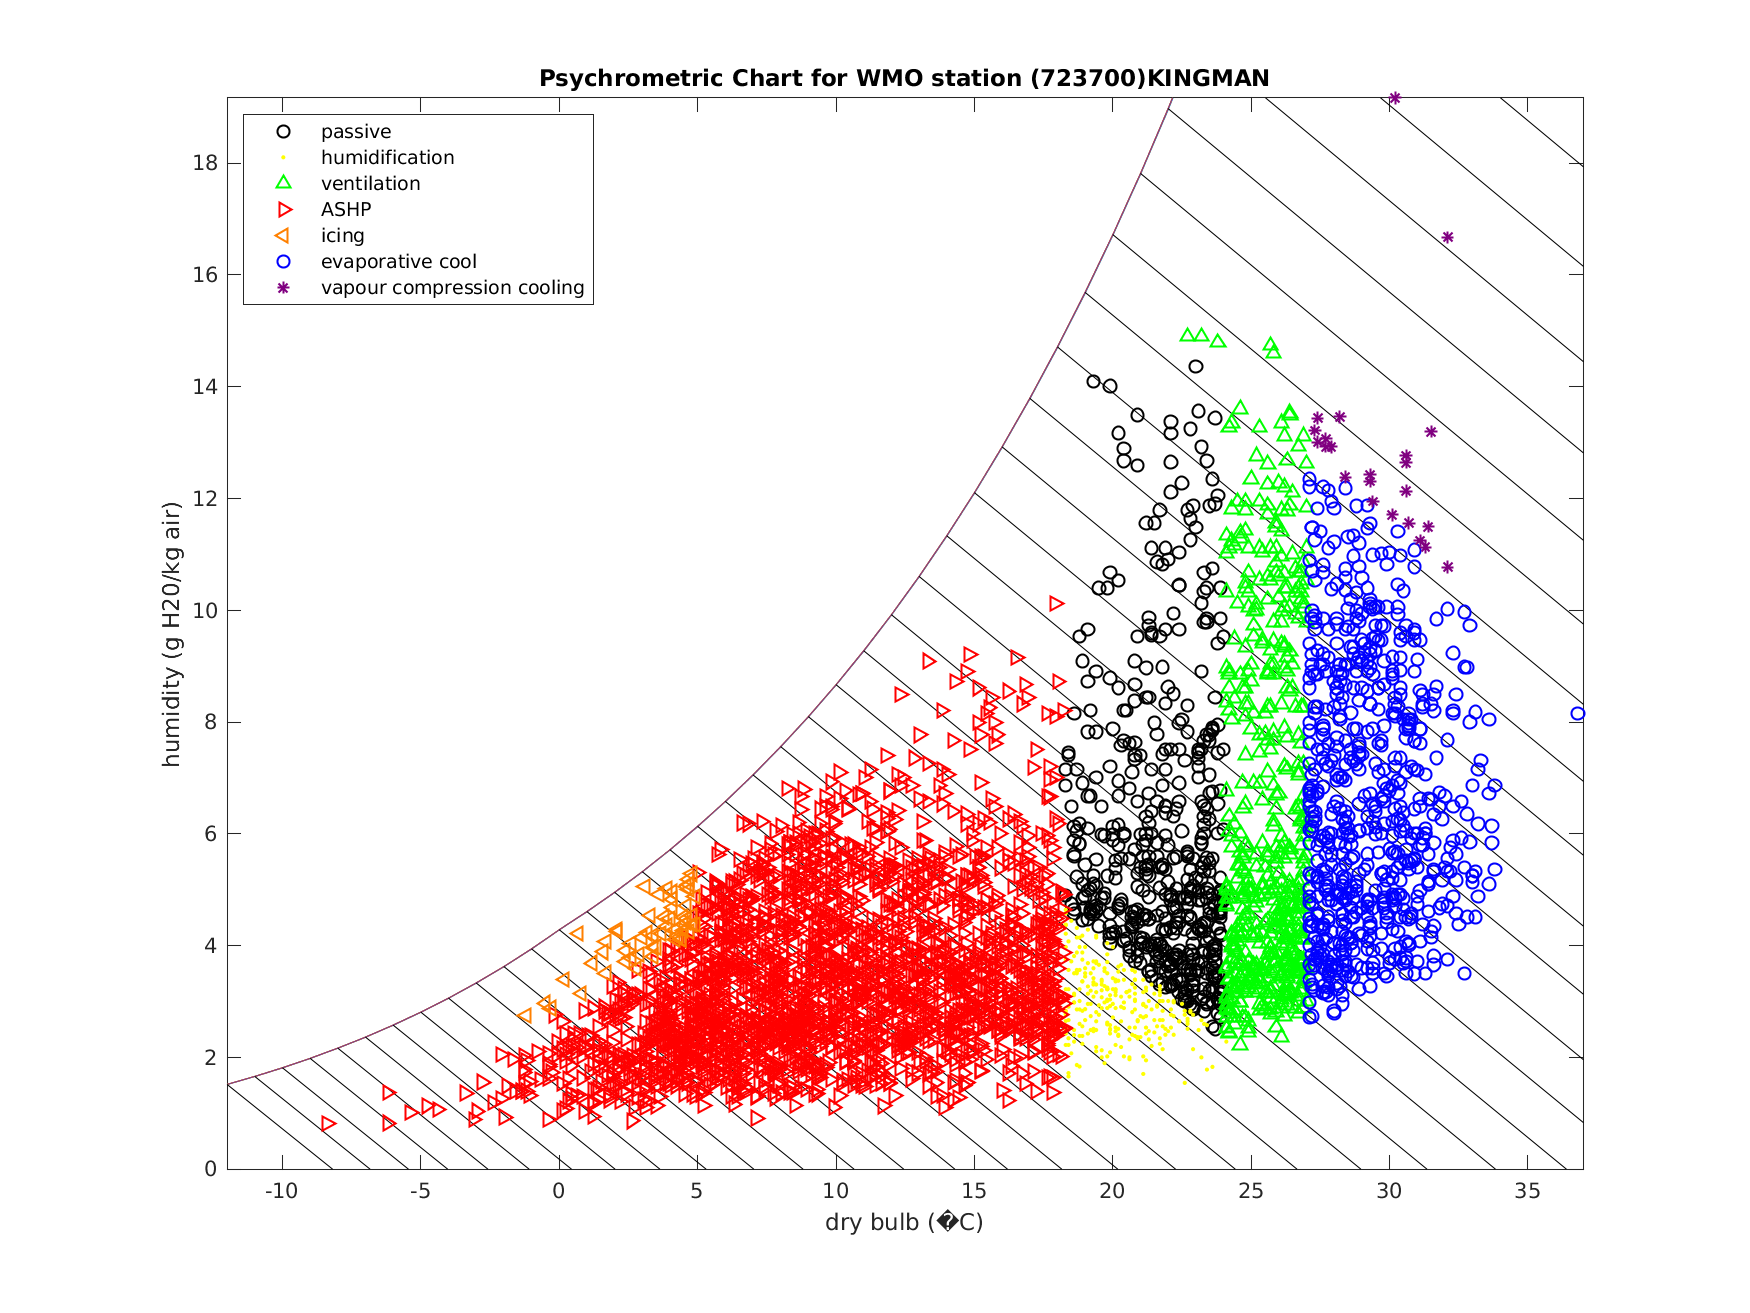 Psychrometric Chart for WMO station (723700)KINGMAN
passive
humidification
ventilation
ASHP
icing
evaporative cool
vapour compression cooling
humidity (g H20/kg air)
18
16
14
12
10
8
6
4
2
0
-10 -5 0 5 10 15 20 25 30 35
dry bulb (�C)